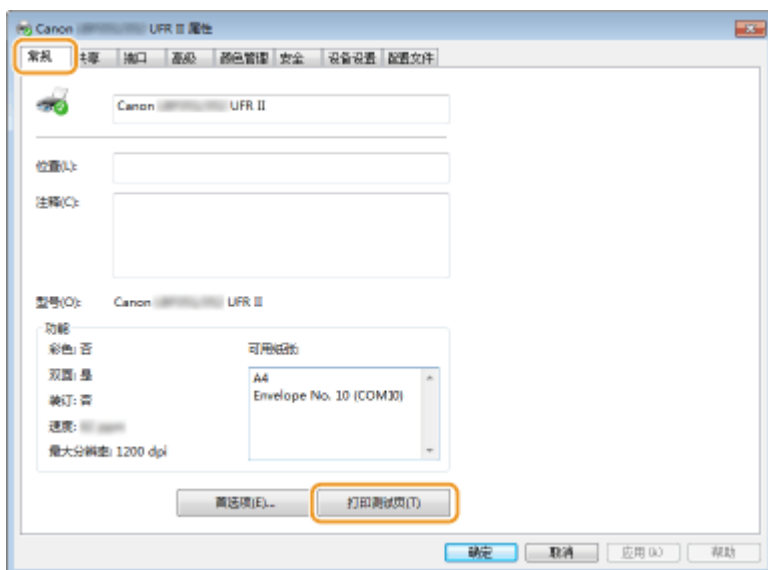 Canon UFR II 属性
常规 共享 端口 高级 颜色管理 安全 设备设置 配置文件
Canon UFR II
位置(L):
注释(C):
型号(O): Canon UFR II
功能
彩色: 否 可用纸张:
双面: 是 A4
装订: 否 Envelope No. 10 (COM10)
速度:
最大分辨率: 1200 dpi
首选项(E)... 打印测试页(T)
确定 取消 应用(A) 帮助